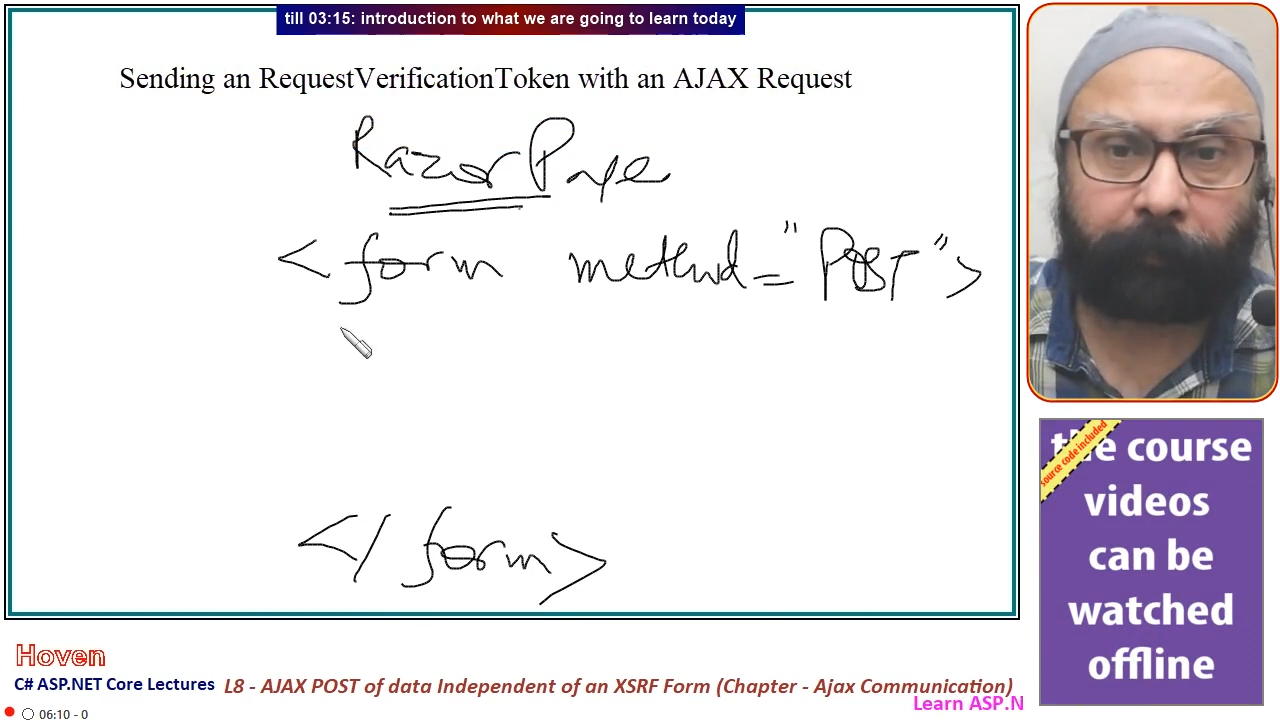 till 03:15: introduction to what we are going to learn today
Sending an RequestVerificationToken with an AJAX Request
Razor Page
<form method="POST">
</form>
source code included
the course
videos
can be
watched
offline
Hoven
C# ASP.NET Core Lectures
L8 - AJAX POST of data Independent of an XSRF Form (Chapter - Ajax Communication)
Learn ASP.N
06:10 - 0